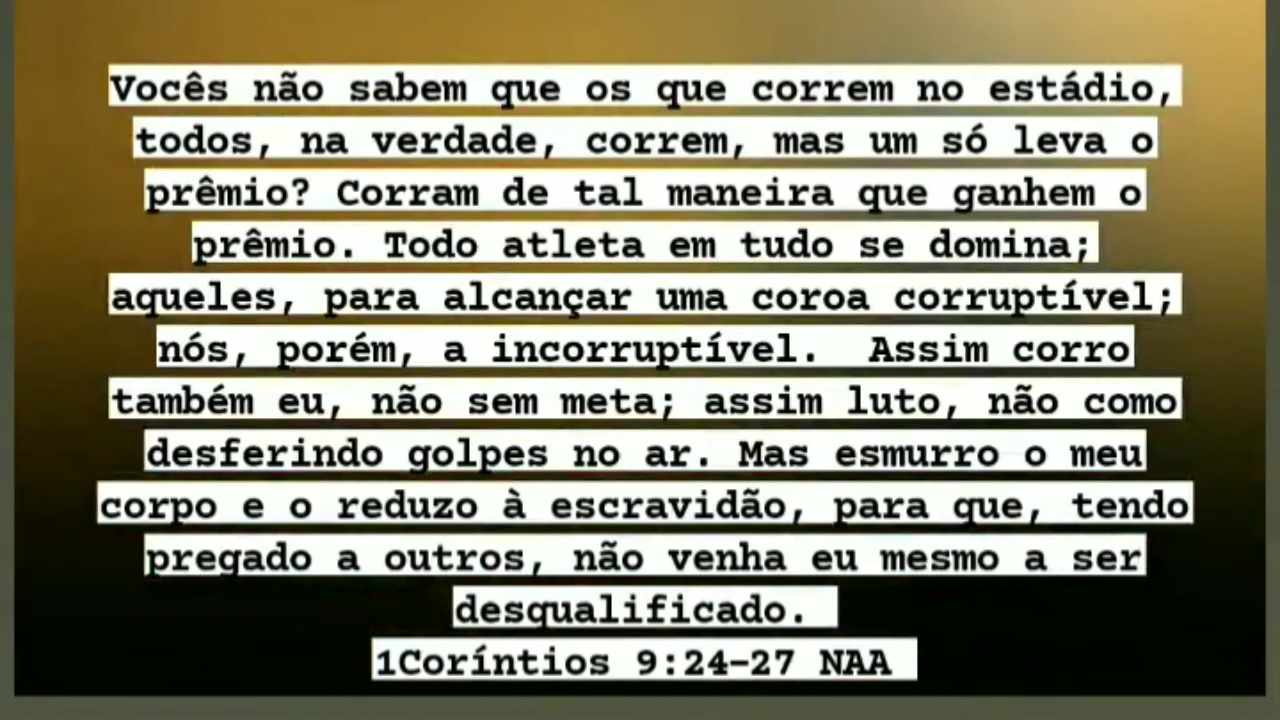 Vocês não sabem que os que correm no estádio,
todos, na verdade, correm, mas um só leva o
prêmio? Corram de tal maneira que ganhem o
prêmio. Todo atleta em tudo se domina;
aqueles, para alcançar uma coroa corruptível;
nós, porém, a incorruptível.  Assim corro
também eu, não sem meta; assim luto, não como
desferindo golpes no ar. Mas esmurro o meu
corpo e o reduzo à escravidão, para que, tendo
pregado a outros, não venha eu mesmo a ser
desqualificado.
1Coríntios 9:24-27 NAA